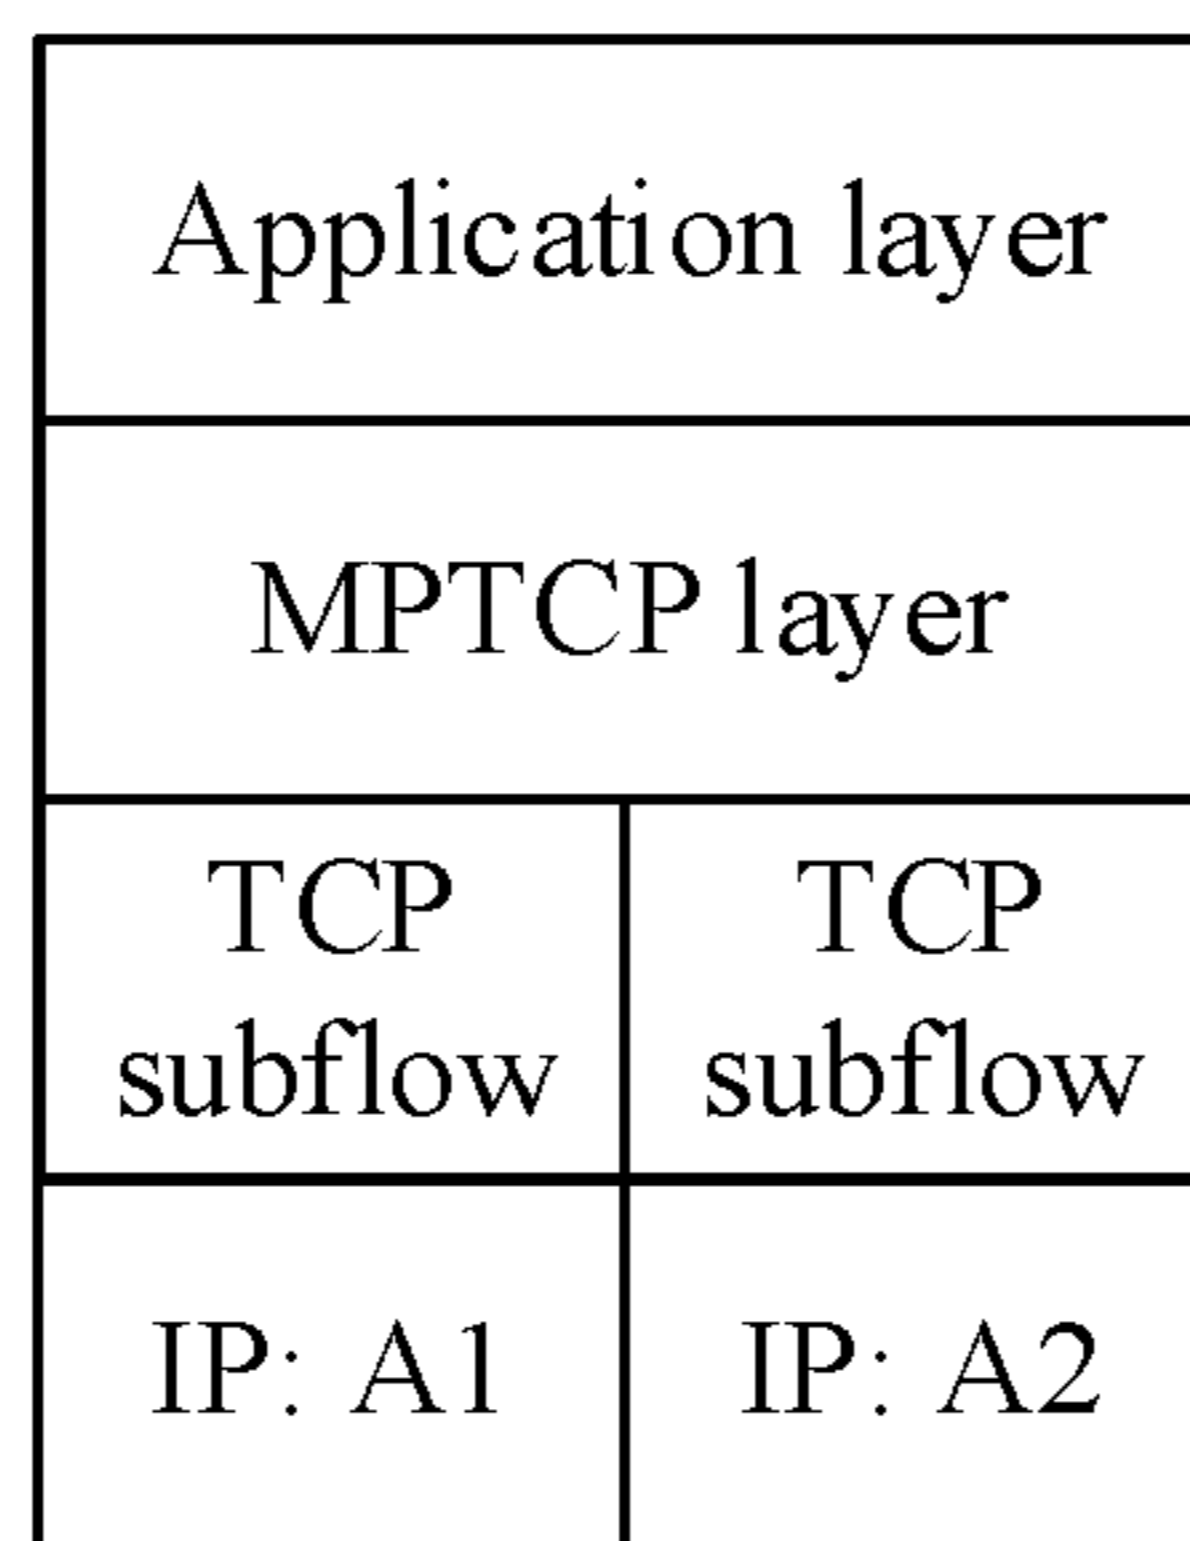 Application layer
MPTCP layer
TCP
subflow
TCP
subflow
IP: A1
IP: A2